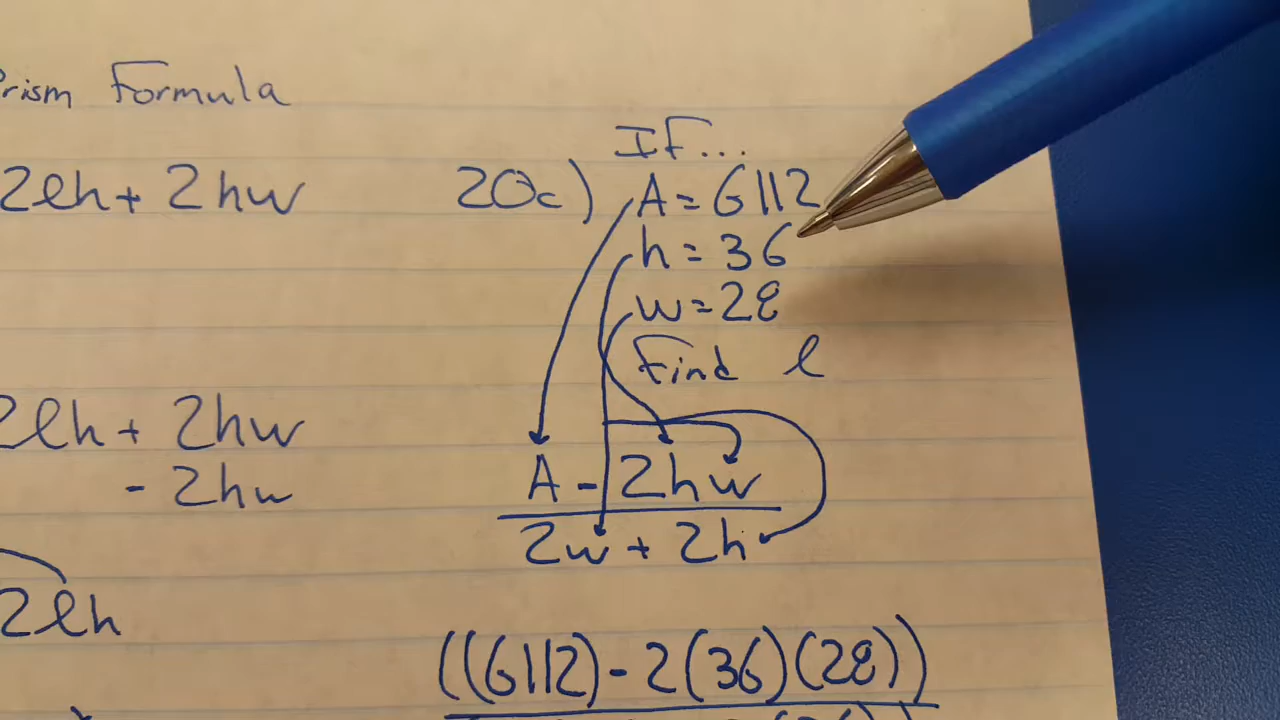 Prism Formula
If...
2lh + 2hw
20c) A = 6112
h = 36
w = 28
Find l
2lh + 2hw
- 2hw
A - 2hw
2w + 2h
2lh
((6112) - 2(36)(28))